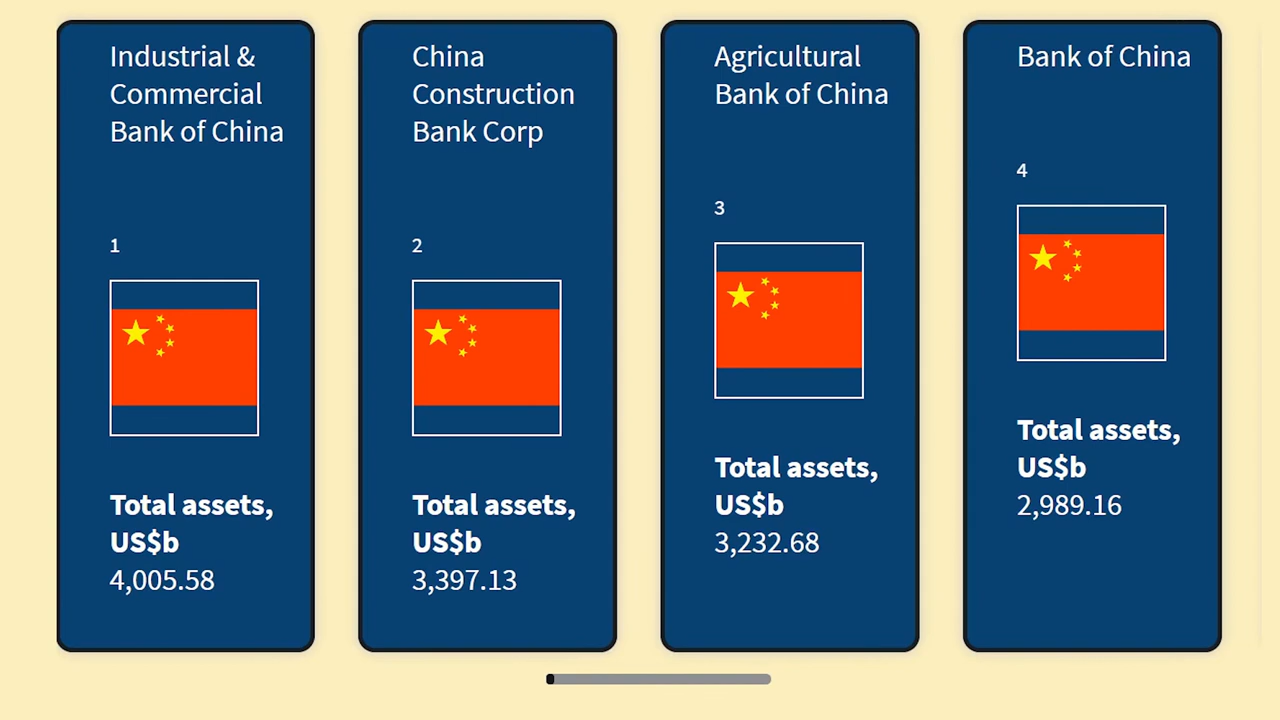 Industrial &
Commercial
Bank of China
1
Total assets,
US$b
4,005.58
China
Construction
Bank Corp
2
Total assets,
US$b
3,397.13
Agricultural
Bank of China
3
Total assets,
US$b
3,232.68
Bank of China
4
Total assets,
US$b
2,989.16